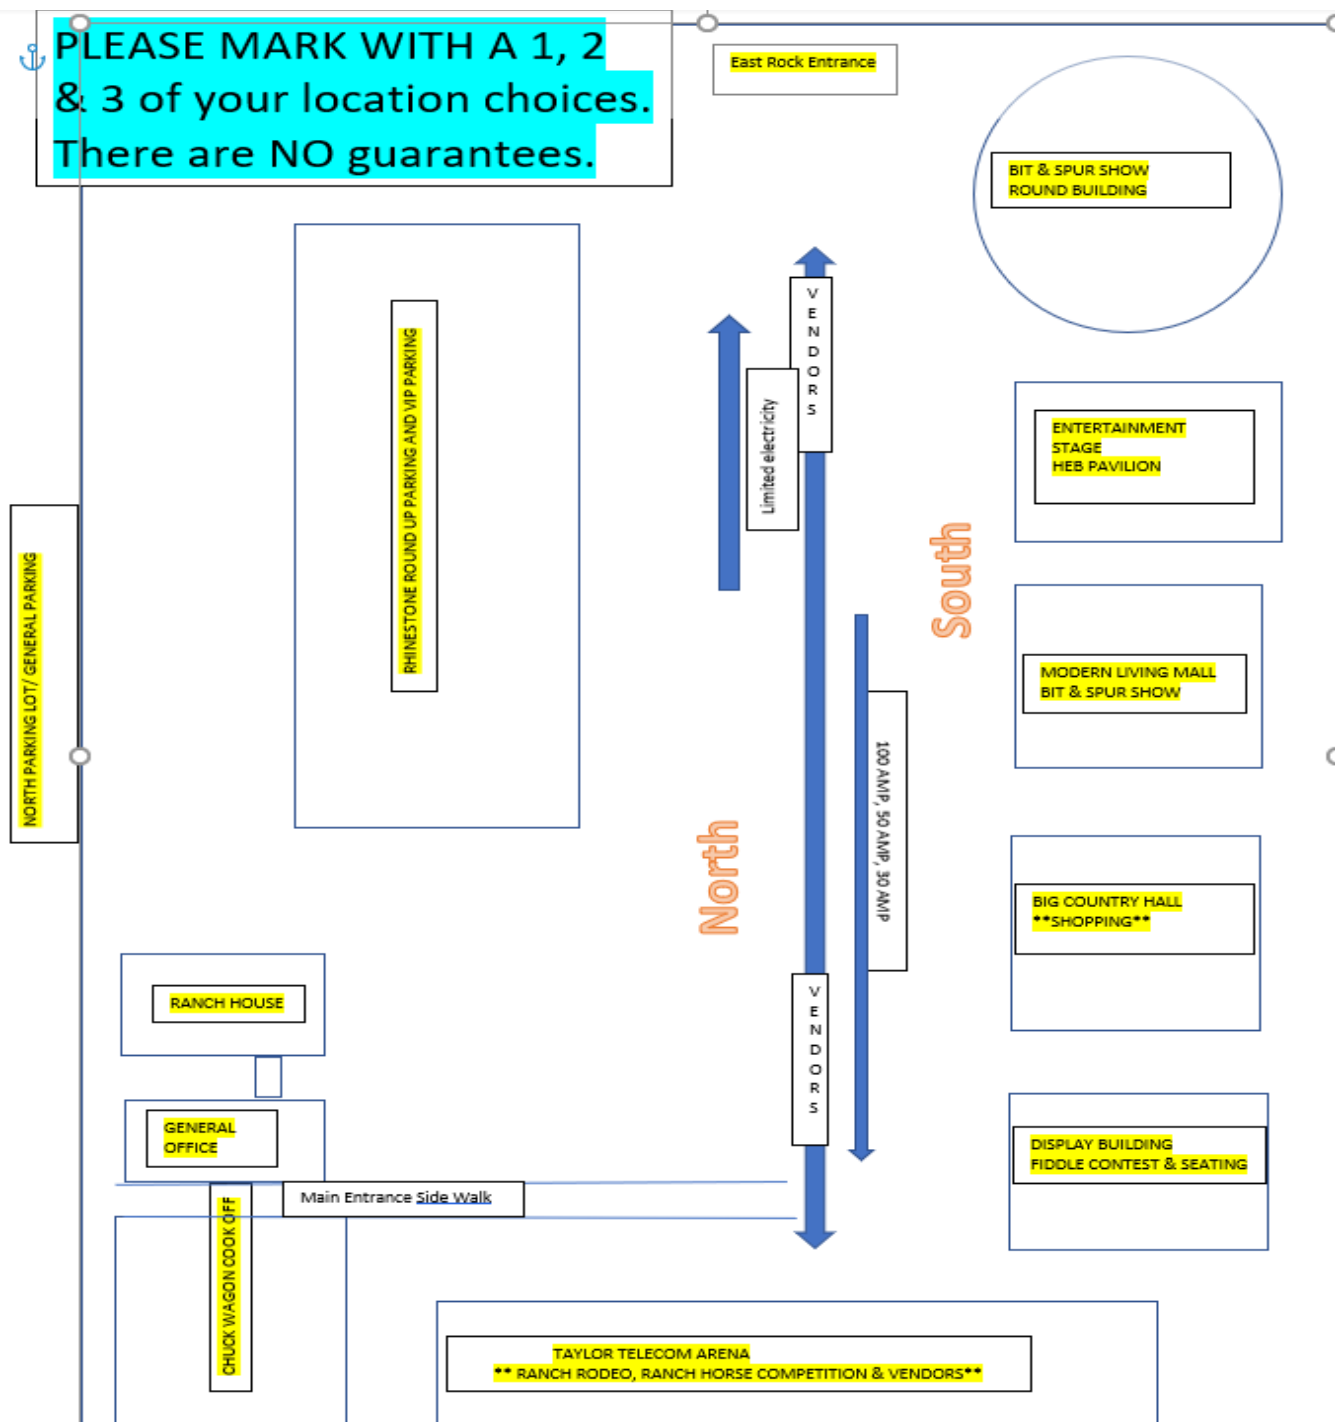 PLEASE MARK WITH A 1, 2
& 3 of your location choices.
There are NO guarantees.
East Rock Entrance
BIT & SPUR SHOW
ROUND BUILDING
VENDORS
Limited electricity
RHINESTONE ROUND UP PARKING AND VIP PARKING
ENTERTAINMENT
STAGE
HEB PAVILION
South
NORTH PARKING LOT/ GENERAL PARKING
MODERN LIVING MALL
BIT & SPUR SHOW
100 AMP, 50 AMP, 30 AMP
North
BIG COUNTRY HALL
**SHOPPING**
RANCH HOUSE
VENDORS
GENERAL
OFFICE
DISPLAY BUILDING
FIDDLE CONTEST & SEATING
Main Entrance Side Walk
CHUCK WAGON COOK OFF
TAYLOR TELECOM ARENA
** RANCH RODEO, RANCH HORSE COMPETITION & VENDORS**